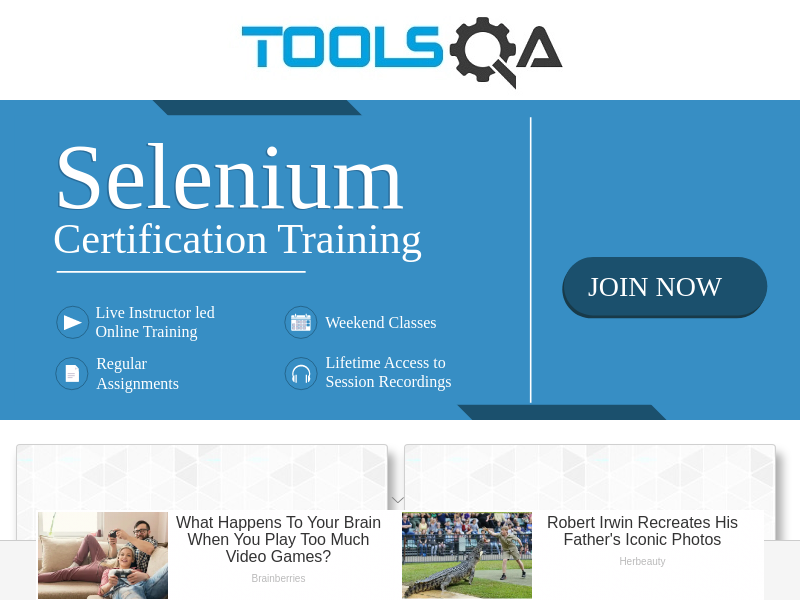 TOOLSQA
Selenium
Certification Training
Live Instructor led
Online Training
Weekend Classes
Regular
Assignments
Lifetime Access to
Session Recordings
JOIN NOW
What Happens To Your Brain
When You Play Too Much
Video Games?
Brainberries
Robert Irwin Recreates His
Father's Iconic Photos
Herbeauty